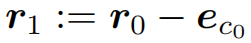 r₁ := r₀ − e_{c₀}